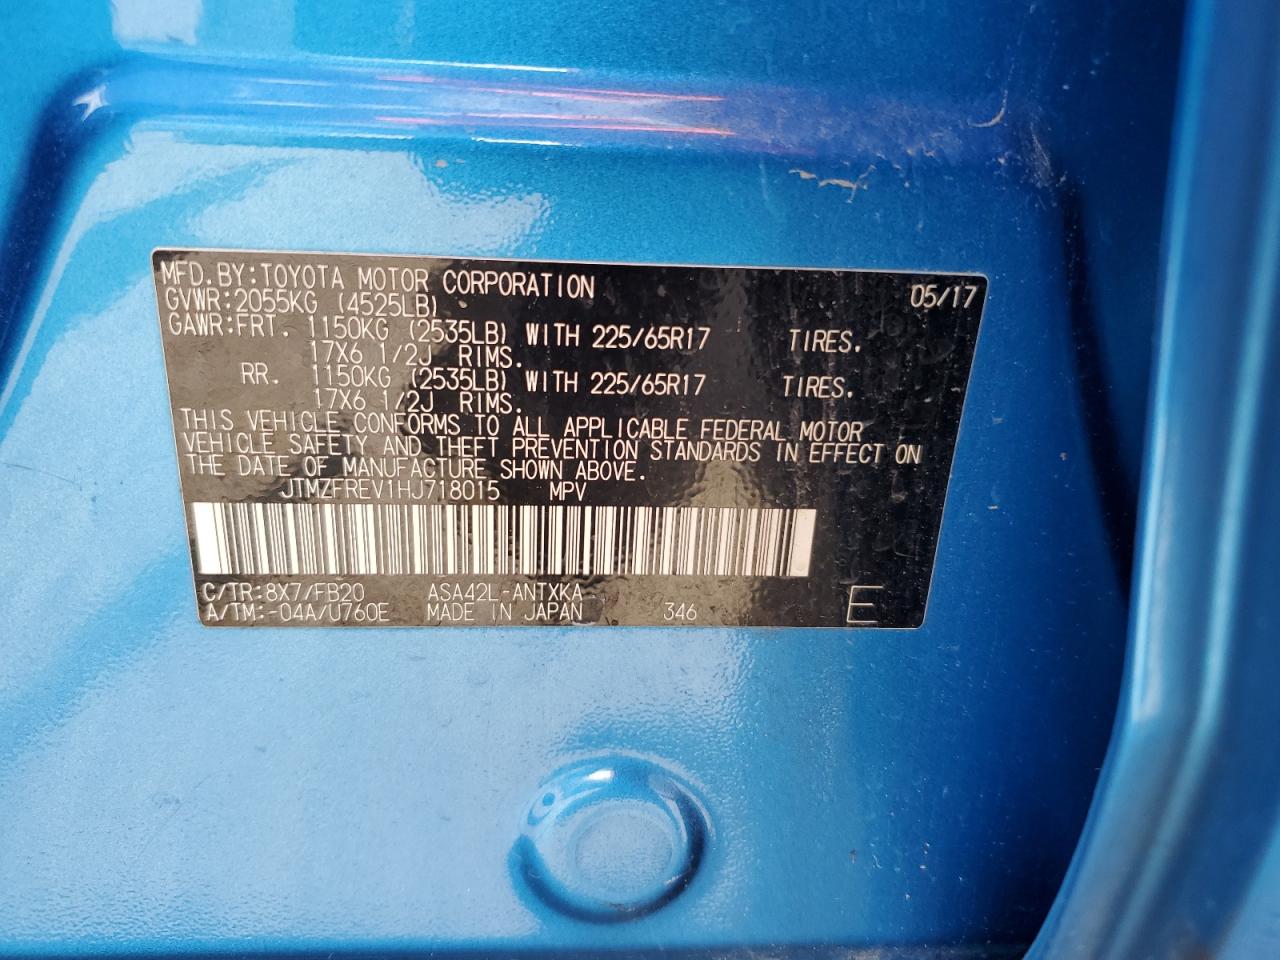 MFD.BY:TOYOTA MOTOR CORPORATION 05/17
GVWR:2055KG (4525LB)
GAWR:FRT. 1150KG (2535LB) WITH 225/65R17 TIRES.
17X6 1/2J RIMS.
RR. 1150KG (2535LB) WITH 225/65R17 TIRES.
17X6 1/2J RIMS.
THIS VEHICLE CONFORMS TO ALL APPLICABLE FEDERAL MOTOR
VEHICLE SAFETY AND THEFT PREVENTION STANDARDS IN EFFECT ON
THE DATE OF MANUFACTURE SHOWN ABOVE.
JTMZFREV1HJ718015 MPV
C/TR:8X7/FB20 ASA42L-ANTXKA
A/TM:-04A/U760E MADE IN JAPAN 346 E